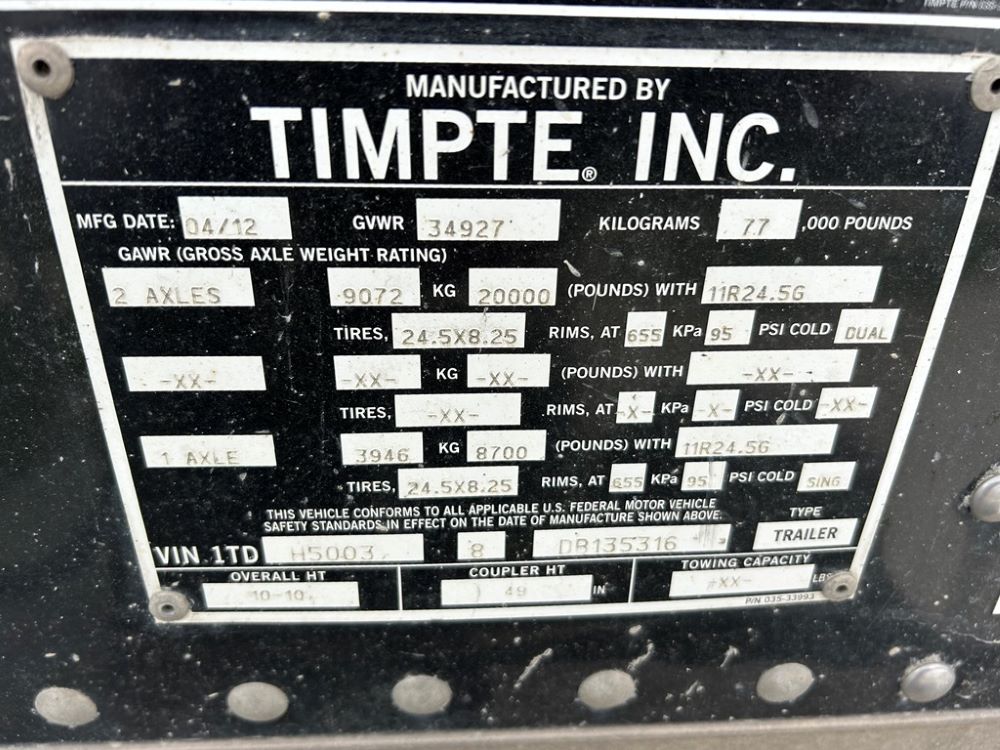 MANUFACTURED BY
TIMPTE® INC.
MFG DATE: 04/12 GVWR 34927 KILOGRAMS 77 ,000 POUNDS
GAWR (GROSS AXLE WEIGHT RATING)
2 AXLES 9072 KG 20000 (POUNDS) WITH 11R24.5G
TIRES, 24.5X8.25 RIMS, AT 655 KPa 95 PSI COLD DUAL
-XX- -XX- KG -XX- (POUNDS) WITH -XX-
TIRES, -XX- RIMS, AT -X- KPa -X- PSI COLD -XX-
1 AXLE 3946 KG 8700 (POUNDS) WITH 11R24.5G
TIRES, 24.5X8.25 RIMS, AT 655 KPa 95 PSI COLD SING
THIS VEHICLE CONFORMS TO ALL APPLICABLE U.S. FEDERAL MOTOR VEHICLE
SAFETY STANDARDS IN EFFECT ON THE DATE OF MANUFACTURE SHOWN ABOVE.
TYPE
VIN 1TD H5003 8 DB135316 TRAILER
OVERALL HT COUPLER HT TOWING CAPACITY
10-10 49 IN -XX- LBS
P/N 035-33993